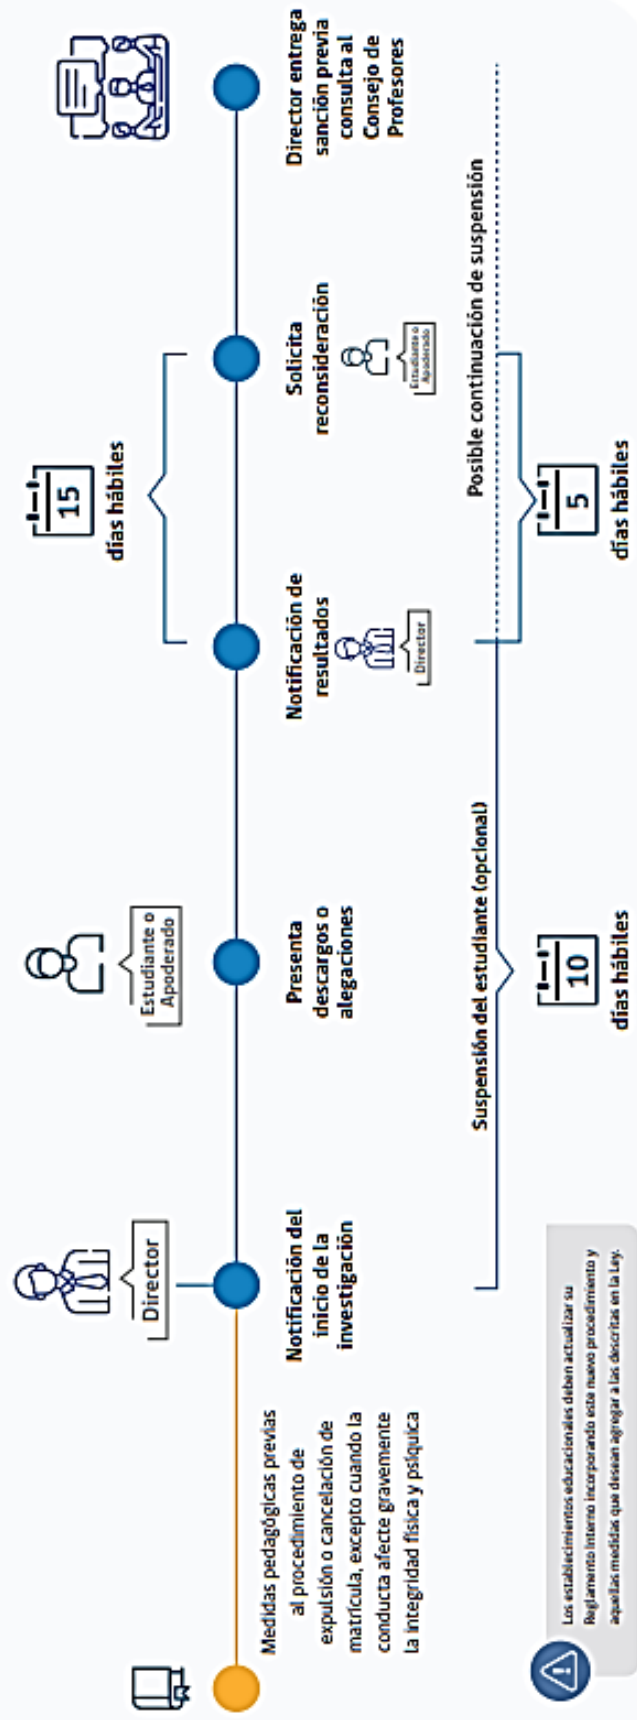 Medidas pedagógicas previas
al procedimiento de
expulsión o cancelación de
matrícula, excepto cuando la
conducta afecte gravemente
la integridad física y psíquica
Director
Notificación del
inicio de la
investigación
Estudiante o
Apoderado
Presenta
descargos o
alegaciones
Notificación de
resultados
Director
15
días hábiles
Solicita
reconsideración
Estudiante o
Apoderado
Director entrega
sanción previa
consulta al
Consejo de
Profesores
Suspensión del estudiante (opcional)
10
días hábiles
Posible continuación de suspensión
5
días hábiles
Los establecimientos educacionales deben actualizar su
Reglamento Interno incorporando este nuevo procedimiento y
aquellas medidas que desean agregar a las descritas en la Ley.